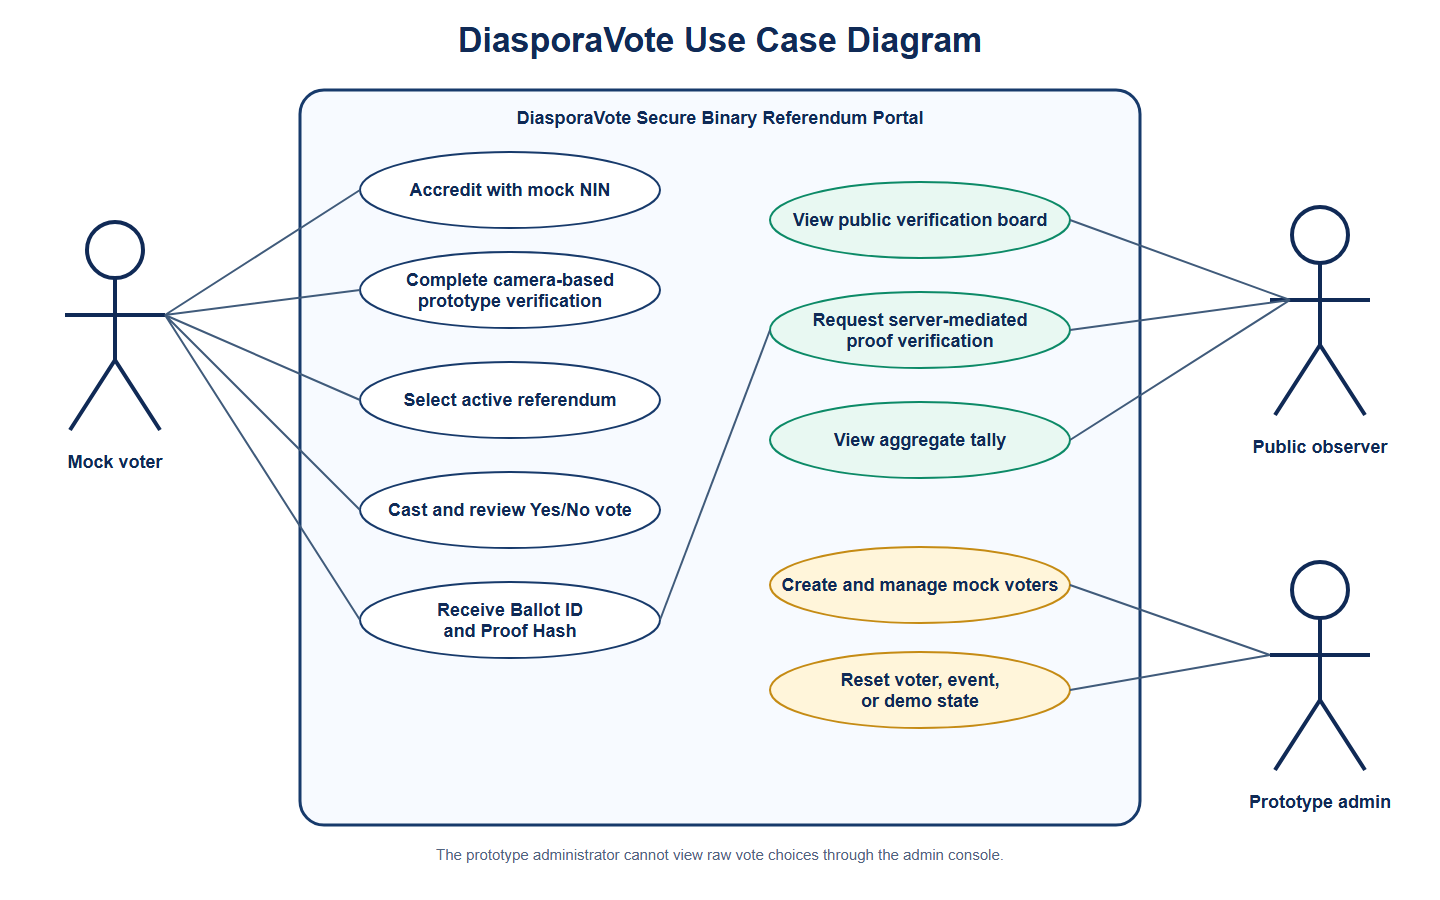 DiasporaVote Use Case Diagram
DiasporaVote Secure Binary Referendum Portal
Accredit with mock NIN
Complete camera-based
prototype verification
Select active referendum
Cast and review Yes/No vote
Receive Ballot ID
and Proof Hash
View public verification board
Request server-mediated
proof verification
View aggregate tally
Create and manage mock voters
Reset voter, event,
or demo state
Mock voter
Public observer
Prototype admin
The prototype administrator cannot view raw vote choices through the admin console.